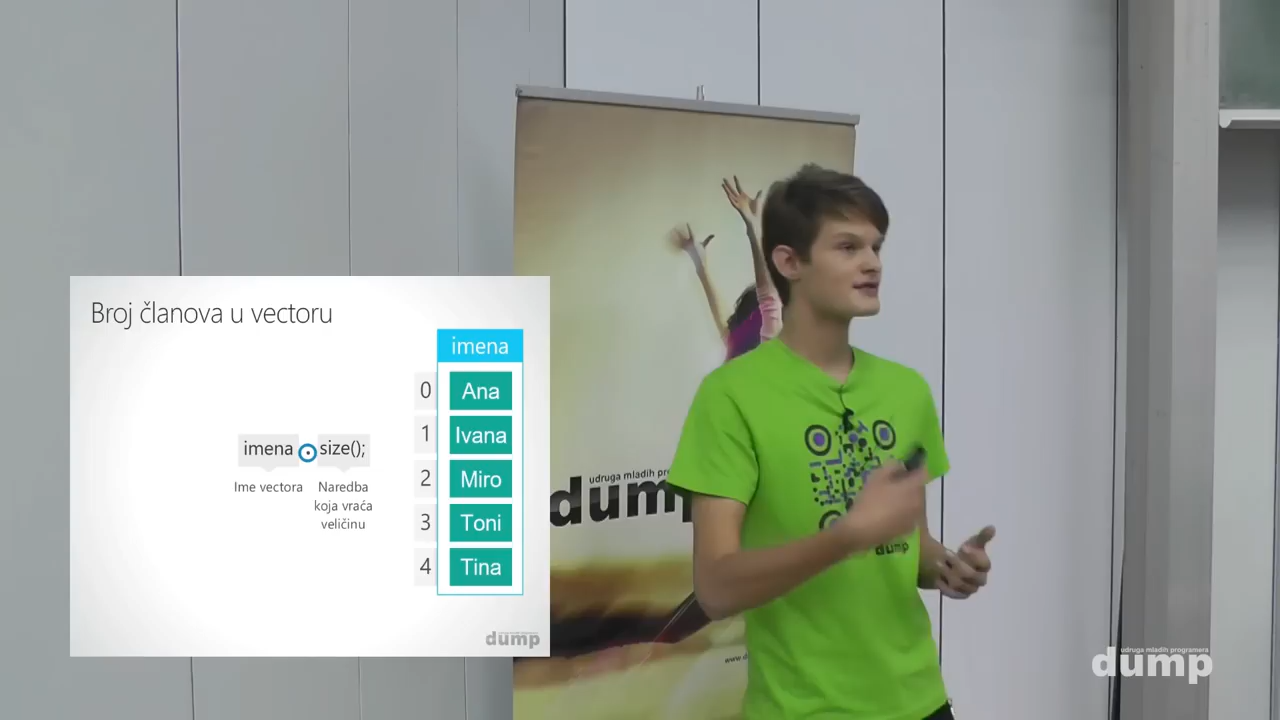 Broj članova u vectoru
imena
0 Ana
1 Ivana
2 Miro
3 Toni
4 Tina
imena . size();
Ime vectora
Naredba
koja vraća
veličinu
dump
udruga mladih
dump
dump
udruga mladih programera
dump